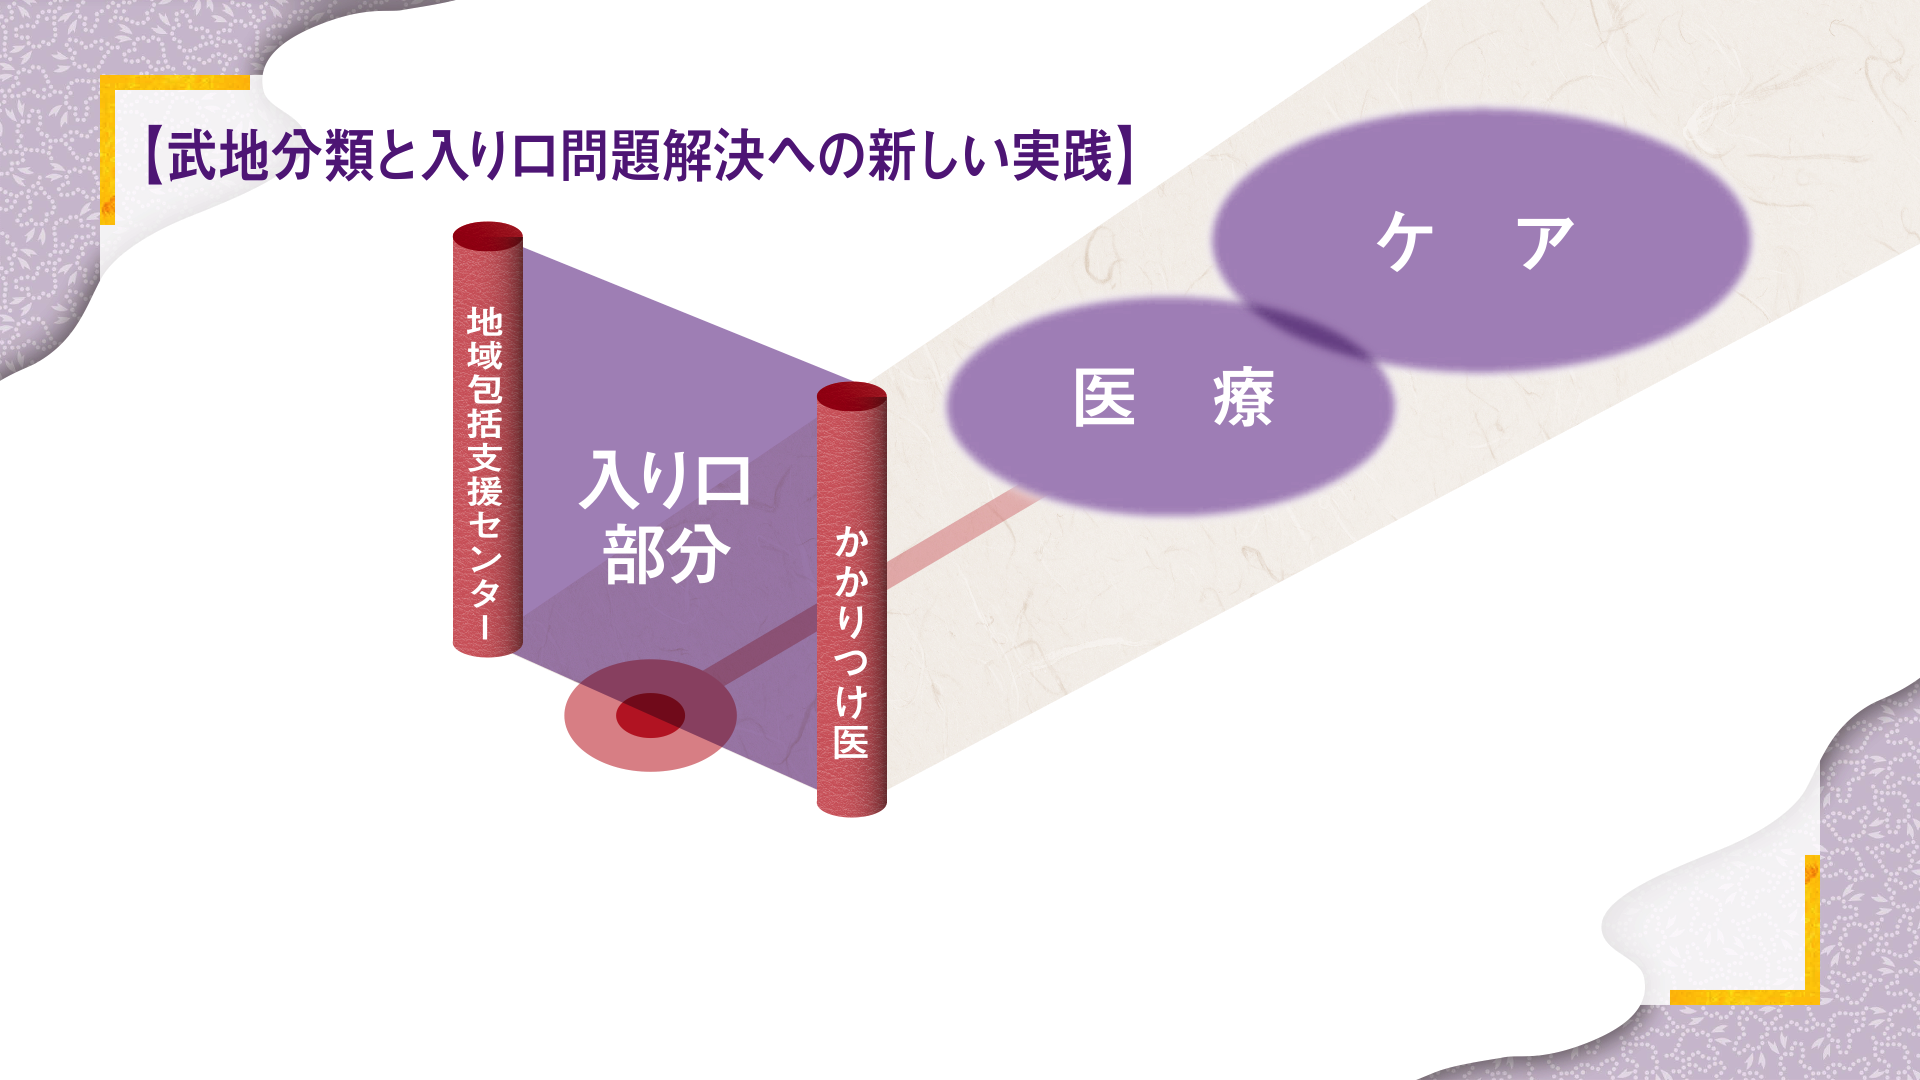 【武地分類と入り口問題解決への新しい実践】
ケ　ア
医　療
地域包括支援センター
入り口
部分
かかりつけ医